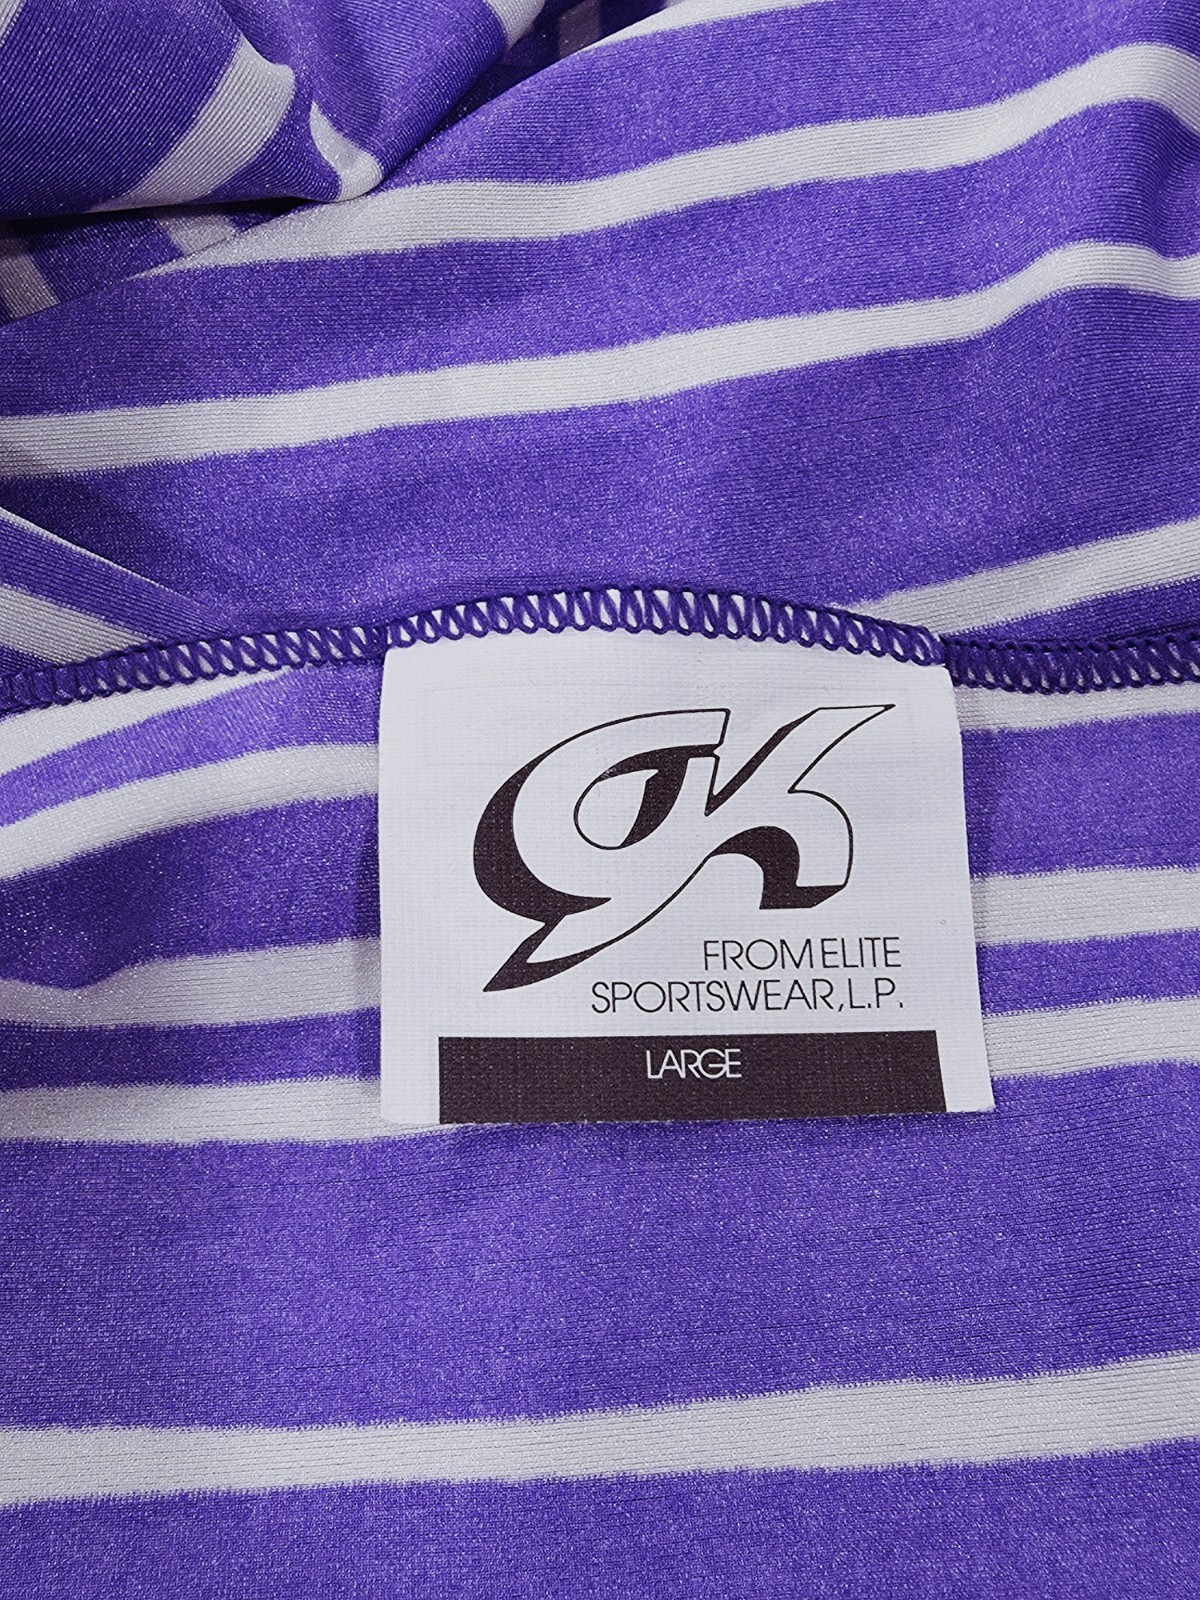 GK
FROM ELITE
SPORTSWEAR, L.P.
LARGE